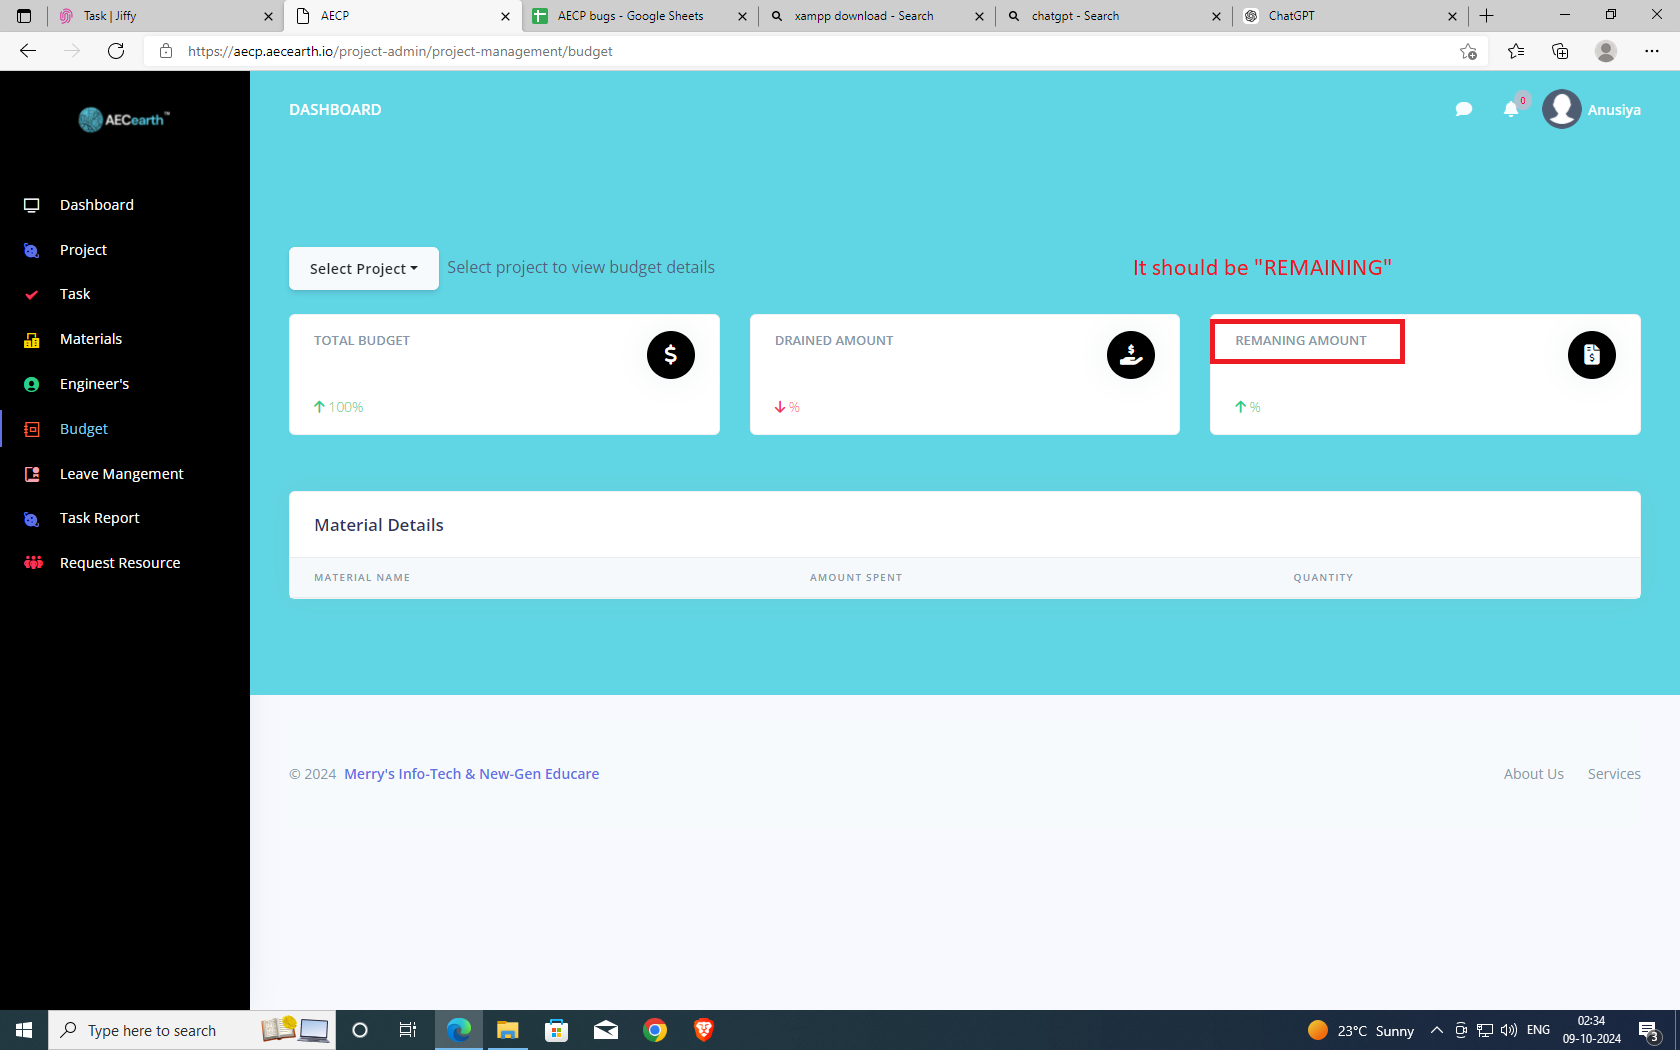 Task | Jiffy
AECP
AECP bugs - Google Sheets
xampp download - Search
chatgpt - Search
ChatGPT
https://aecp.aecearth.io/project-admin/project-management/budget
AECearth™
DASHBOARD
0
Anusiya
Dashboard
Project
Task
Materials
Engineer's
Budget
Leave Mangement
Task Report
Request Resource
Select Project
Select project to view budget details
It should be "REMAINING"
TOTAL BUDGET
100%
DRAINED AMOUNT
%
REMANING AMOUNT
%
Material Details
MATERIAL NAME
AMOUNT SPENT
QUANTITY
© 2024 Merry's Info-Tech & New-Gen Educare
About Us
Services
Type here to search
23°C Sunny
ENG
02:34
09-10-2024
3